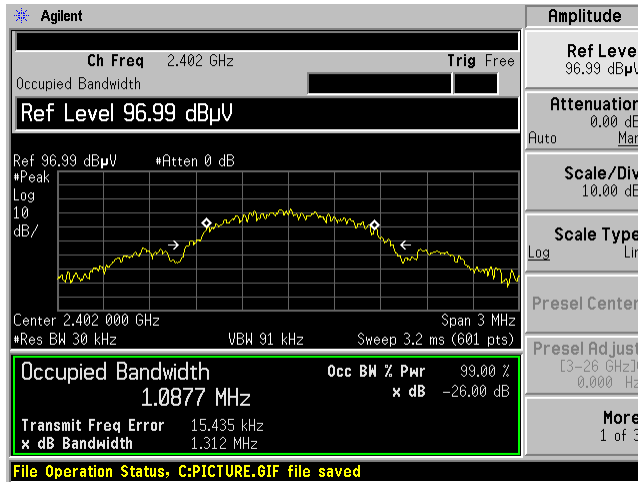 Agilent
Amplitude
Ch Freq 2.402 GHz Trig Free
Occupied Bandwidth
Ref Level 96.99 dBµV
Ref 96.99 dBµV #Atten 0 dB
#Peak
Log
10
dB/
Center 2.402 000 GHz Span 3 MHz
#Res BW 30 kHz VBW 91 kHz Sweep 3.2 ms (601 pts)
Occupied Bandwidth Occ BW % Pwr 99.00 %
1.0877 MHz x dB -26.00 dB
Transmit Freq Error 15.435 kHz
x dB Bandwidth 1.312 MHz
File Operation Status, C:PICTURE.GIF file saved
Ref Leve
96.99 dBµV
Attenuation
0.00 dB
Auto Man
Scale/Div
10.00 dB
Scale Type
Log Lin
Presel Center
Presel Adjust
[3-26 GHz]
0.000 Hz
More
1 of 3